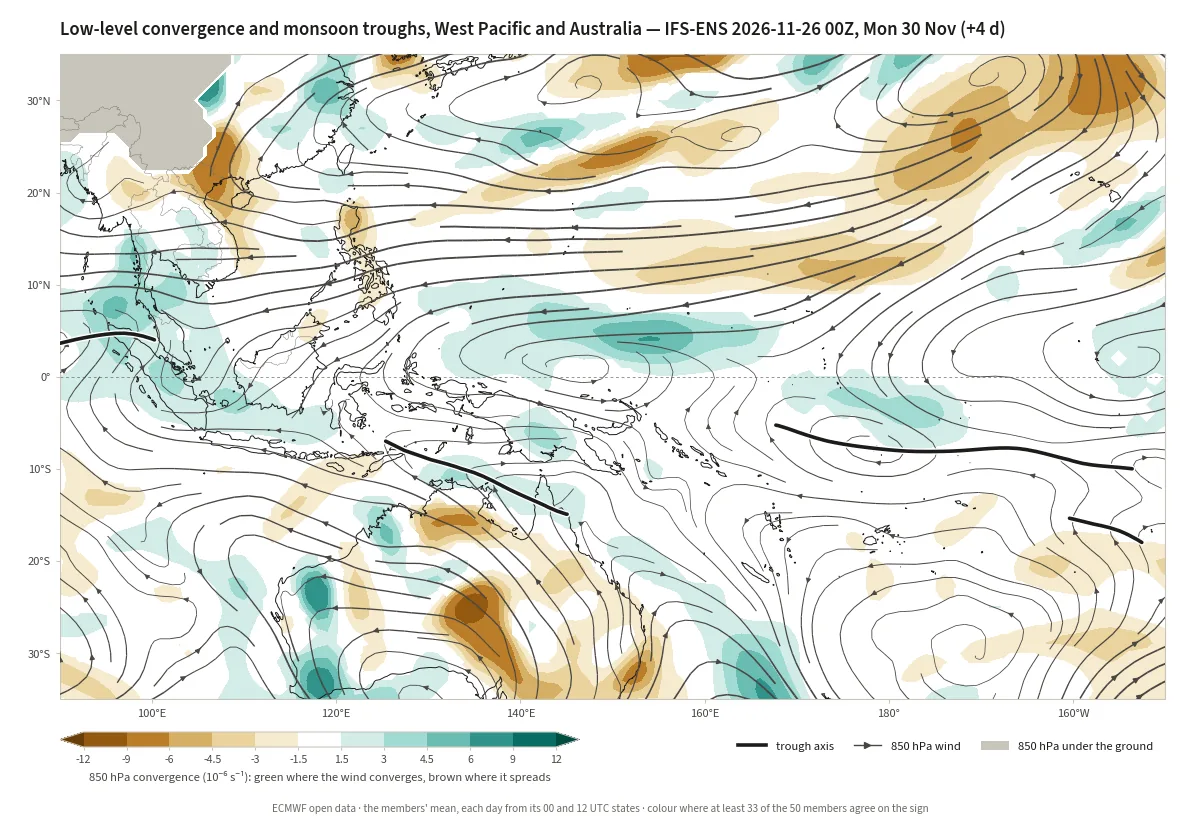 Low-level convergence and monsoon troughs, West Pacific and Australia — IFS-ENS 2026-11-26 00Z, Mon 30 Nov (+4 d)
30°N
20°N
10°N
0°
10°S
20°S
30°S
100°E 120°E 140°E 160°E 180° 160°W
-12 -9 -6 -4.5 -3 -1.5 1.5 3 4.5 6 9 12
850 hPa convergence (10⁻⁶ s⁻¹): green where the wind converges, brown where it spreads
trough axis 850 hPa wind 850 hPa under the ground
ECMWF open data · the members' mean, each day from its 00 and 12 UTC states · colour where at least 33 of the 50 members agree on the sign